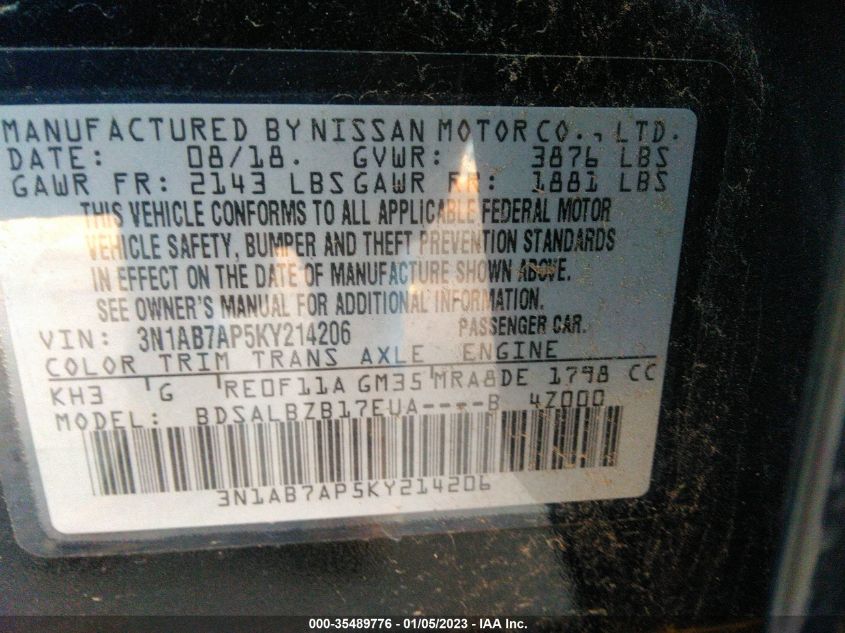 MANUFACTURED BY NISSAN MOTOR CO., LTD.
DATE: 08/18. GVWR: 3876 LBS
GAWR FR: 2143 LBS GAWR RR: 1881 LBS
THIS VEHICLE CONFORMS TO ALL APPLICABLE FEDERAL MOTOR
VEHICLE SAFETY, BUMPER AND THEFT PREVENTION STANDARDS
IN EFFECT ON THE DATE OF MANUFACTURE SHOWN ABOVE.
SEE OWNER'S MANUAL FOR ADDITIONAL INFORMATION.
VIN: 3N1AB7AP5KY214206 PASSENGER CAR.
COLOR TRIM TRANS AXLE ENGINE
KH3 G RE0F11A GM35 MRA8DE 1798 CC
MODEL: BDSALBZB17EUA----B 4Z000
3N1AB7AP5KY214206
000-35489776 - 01/05/2023 - IAA Inc.